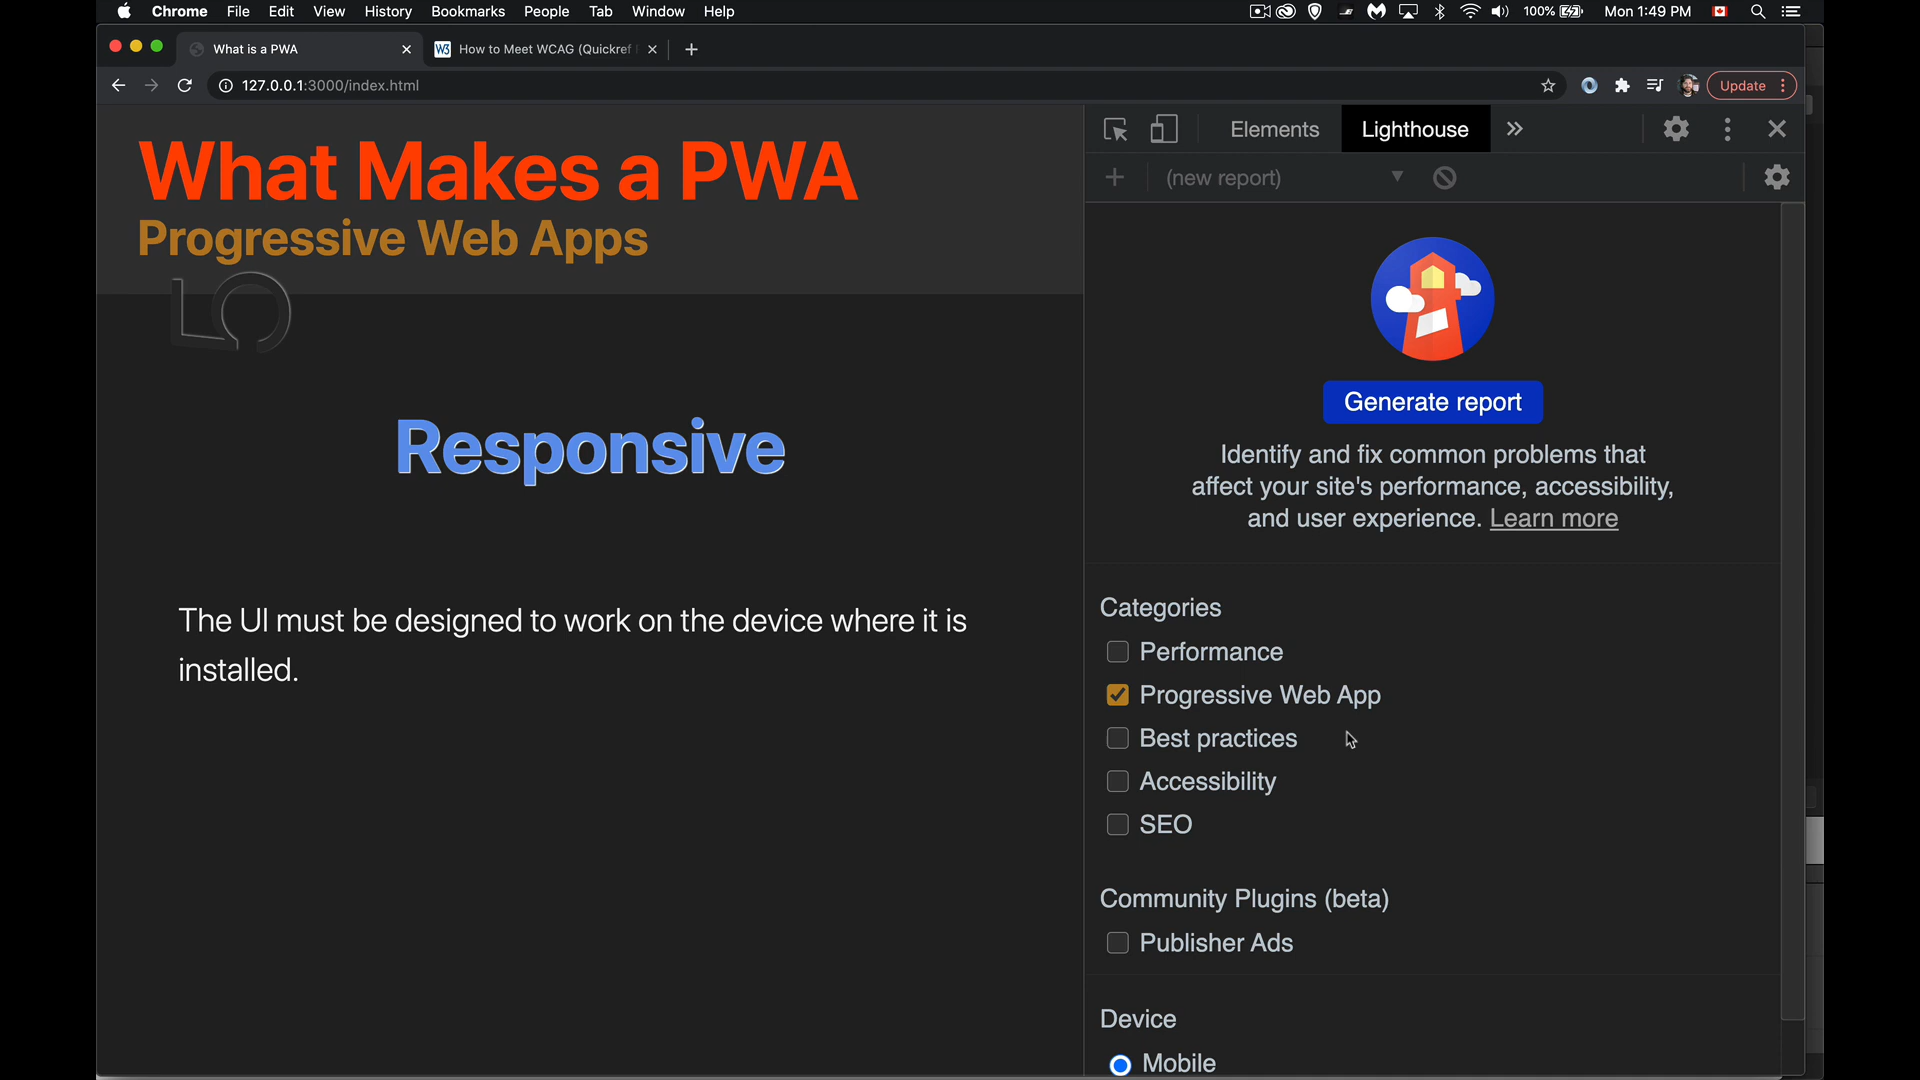 Chrome File Edit View History Bookmarks People Tab Window Help 100% Mon 1:49 PM
What is a PWA How to Meet WCAG (Quickref
127.0.0.1:3000/index.html Update
Elements Lighthouse
(new report)
What Makes a PWA
Progressive Web Apps
5
Responsive
The UI must be designed to work on the device where it is
installed.
Generate report
Identify and fix common problems that
affect your site's performance, accessibility,
and user experience. Learn more
Categories
Performance
Progressive Web App
Best practices
Accessibility
SEO
Community Plugins (beta)
Publisher Ads
Device
Mobile